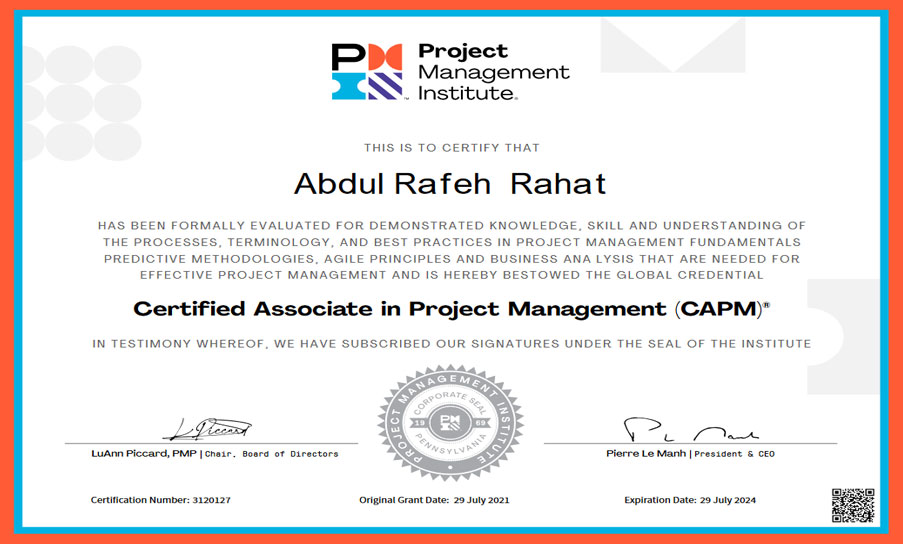 PM
Project
Management
Institute
™
THIS IS TO CERTIFY THAT
Abdul Rafeh Rahat
HAS BEEN FORMALLY EVALUATED FOR DEMONSTRATED KNOWLEDGE, SKILL AND UNDERSTANDING OF
THE PROCESSES, TERMINOLOGY, AND BEST PRACTICES IN PROJECT MANAGEMENT FUNDAMENTALS
PREDICTIVE METHODOLOGIES, AGILE PRINCIPLES AND BUSINESS ANA LYSIS THAT ARE NEEDED FOR
EFFECTIVE PROJECT MANAGEMENT AND IS HEREBY BESTOWED THE GLOBAL CREDENTIAL
Certified Associate in Project Management (CAPM)®
IN TESTIMONY WHEREOF, WE HAVE SUBSCRIBED OUR SIGNATURES UNDER THE SEAL OF THE INSTITUTE
PROJECT MANAGEMENT INSTITUTE
CORPORATE SEAL
19 69
PENNSYLVANIA
LuAnn Piccard, PMP | Chair, Board of Directors
Pierre Le Manh | President & CEO
Certification Number: 3120127
Original Grant Date: 29 July 2021
Expiration Date: 29 July 2024